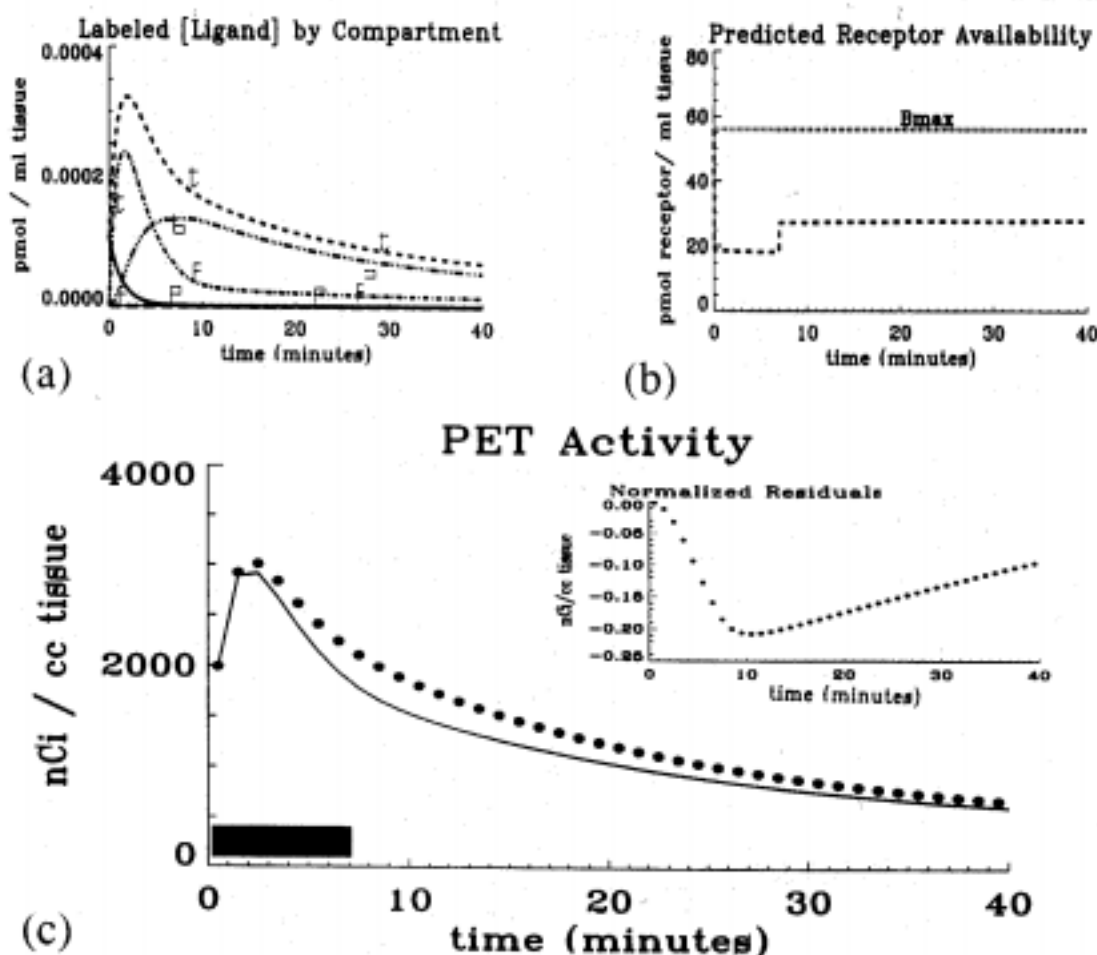 Labeled [Ligand] by Compartment
pmol / ml tissue
0.0004
0.0002
0.0000
0 10 20 30 40
time (minutes)
(a)
Predicted Receptor Availability
pmol receptor/ ml tissue
80
60
40
20
0
Bmax
0 10 20 30 40
time (minutes)
(b)
PET Activity
nCi / cc tissue
4000
2000
0
0 10 20 30 40
time (minutes)
(c)
Normalized Residuals
nCi/cc tissue
0.00
-0.05
-0.10
-0.15
-0.20
-0.25
0 10 20 30 40
time (minutes)